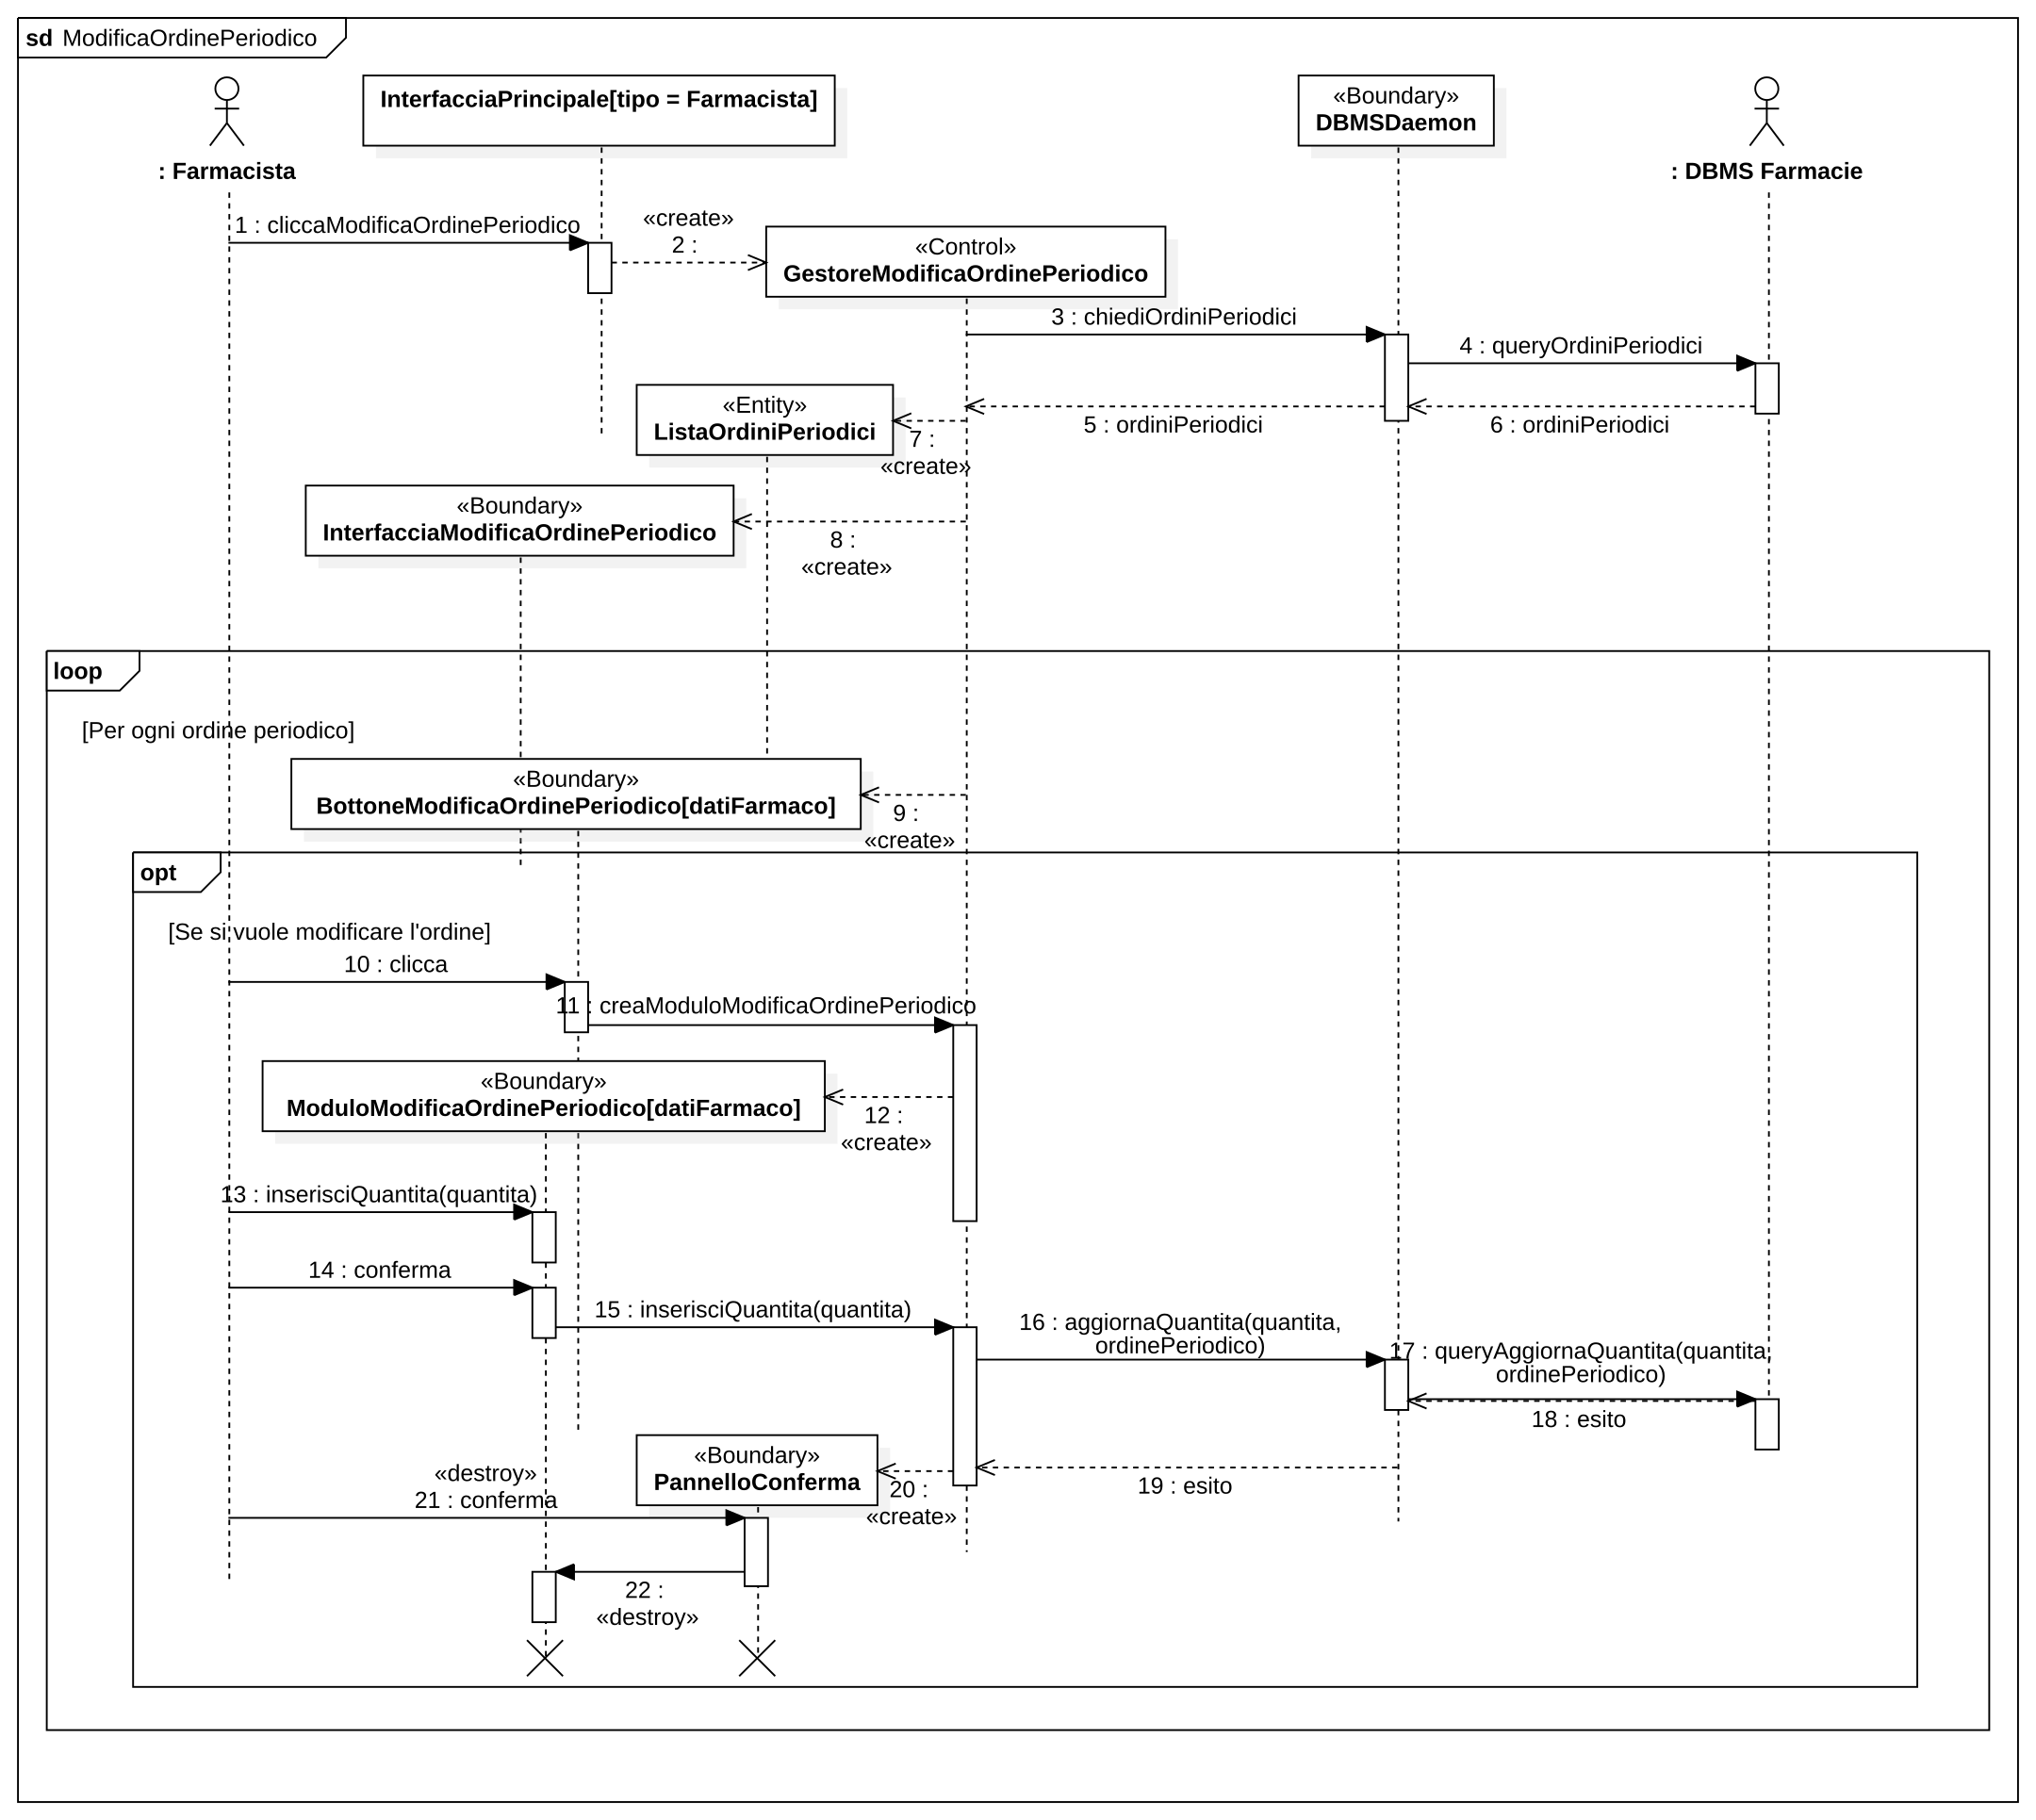 sd ModificaOrdinePeriodico
InterfacciaPrincipale[tipo = Farmacista]
«Boundary»
DBMSDaemon
: Farmacista
: DBMS Farmacie
1 : cliccaModificaOrdinePeriodico
«create»
2 :
«Control»
GestoreModificaOrdinePeriodico
3 : chiediOrdiniPeriodici
4 : queryOrdiniPeriodici
«Entity»
ListaOrdiniPeriodici
7 :
«create»
5 : ordiniPeriodici
6 : ordiniPeriodici
«Boundary»
InterfacciaModificaOrdinePeriodico
8 :
«create»
loop
[Per ogni ordine periodico]
«Boundary»
BottoneModificaOrdinePeriodico[datiFarmaco]
9 :
«create»
opt
[Se si vuole modificare l'ordine]
10 : clicca
11 : creaModuloModificaOrdinePeriodico
«Boundary»
ModuloModificaOrdinePeriodico[datiFarmaco]
12 :
«create»
13 : inserisciQuantita(quantita)
14 : conferma
15 : inserisciQuantita(quantita)
16 : aggiornaQuantita(quantita,
ordinePeriodico)
17 : queryAggiornaQuantita(quantita,
ordinePeriodico)
18 : esito
«Boundary»
PannelloConferma
19 : esito
20 :
«create»
«destroy»
21 : conferma
22 :
«destroy»